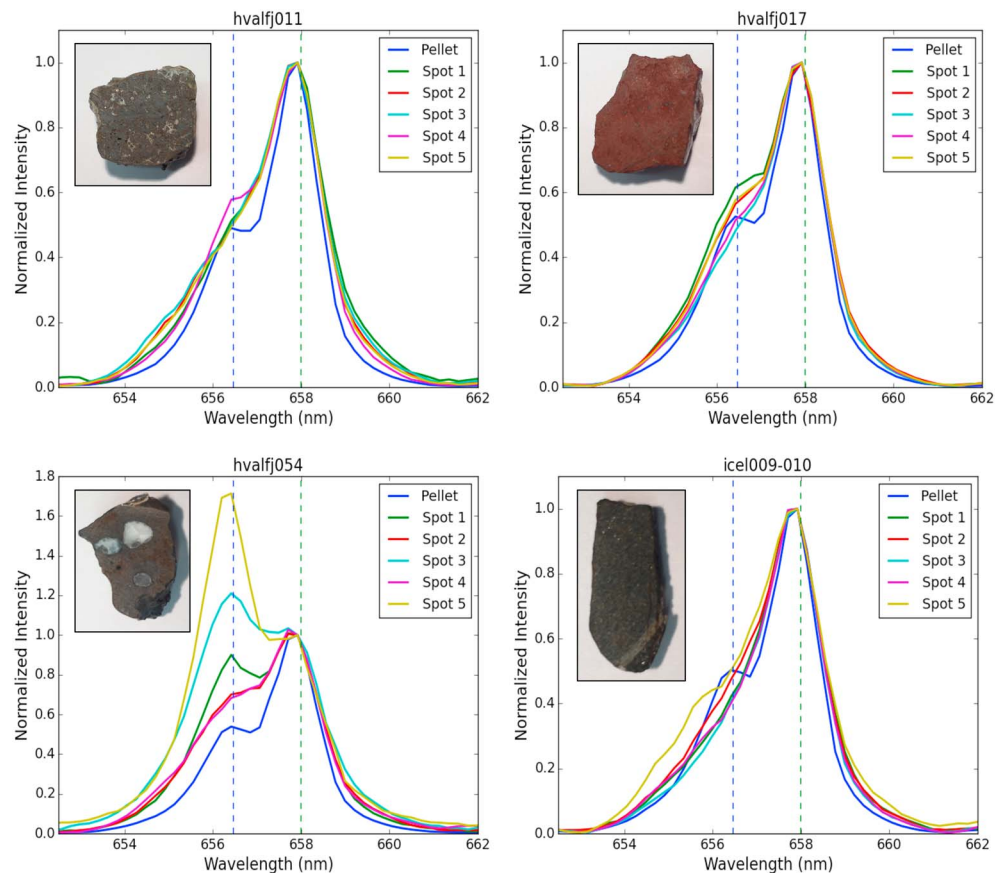 hvalfj011
Normalized Intensity
1.0
0.8
0.6
0.4
0.2
0.0
Pellet
Spot 1
Spot 2
Spot 3
Spot 4
Spot 5
654 656 658 660 662
Wavelength (nm)
hvalfj017
Normalized Intensity
1.0
0.8
0.6
0.4
0.2
0.0
Pellet
Spot 1
Spot 2
Spot 3
Spot 4
Spot 5
654 656 658 660 662
Wavelength (nm)
hvalfj054
Normalized Intensity
1.8
1.6
1.4
1.2
1.0
0.8
0.6
0.4
0.2
0.0
Pellet
Spot 1
Spot 2
Spot 3
Spot 4
Spot 5
654 656 658 660 662
Wavelength (nm)
icel009-010
Normalized Intensity
1.0
0.8
0.6
0.4
0.2
0.0
Pellet
Spot 1
Spot 2
Spot 3
Spot 4
Spot 5
654 656 658 660 662
Wavelength (nm)